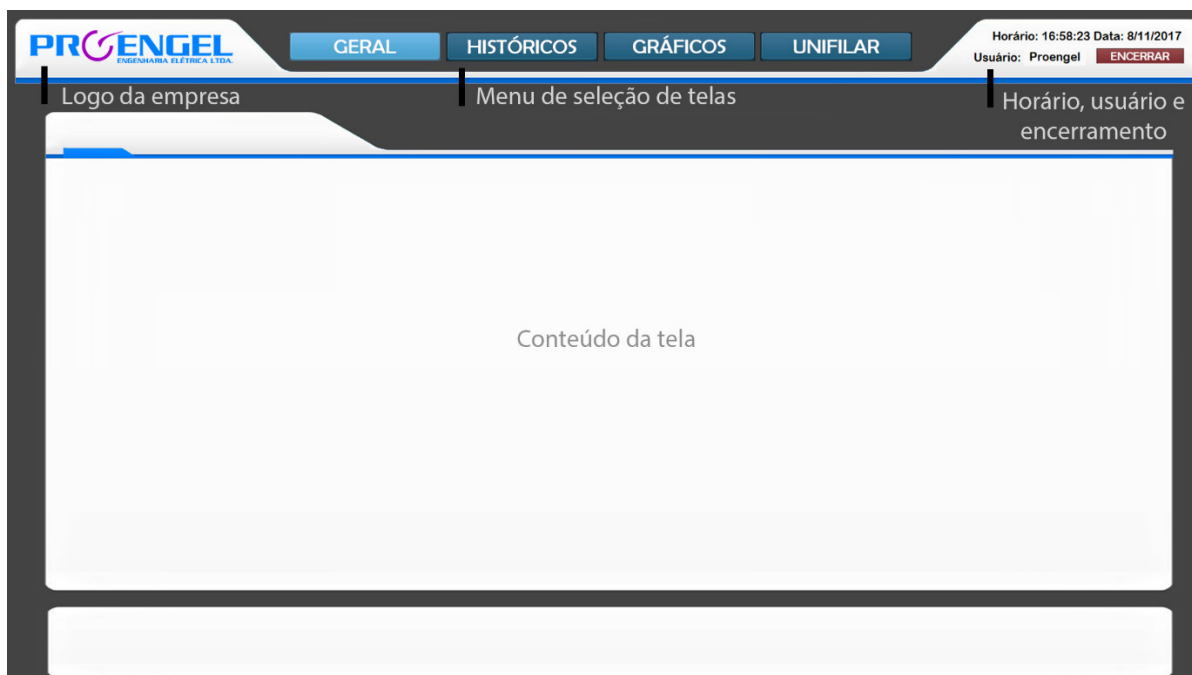 PROENGEL
ENGENHARIA ELÉTRICA LTDA.
GERAL HISTÓRICOS GRÁFICOS UNIFILAR
Horário: 16:58:23 Data: 8/11/2017
Usuário: Proengel ENCERRAR
Logo da empresa
Menu de seleção de telas
Horário, usuário e
encerramento
Conteúdo da tela